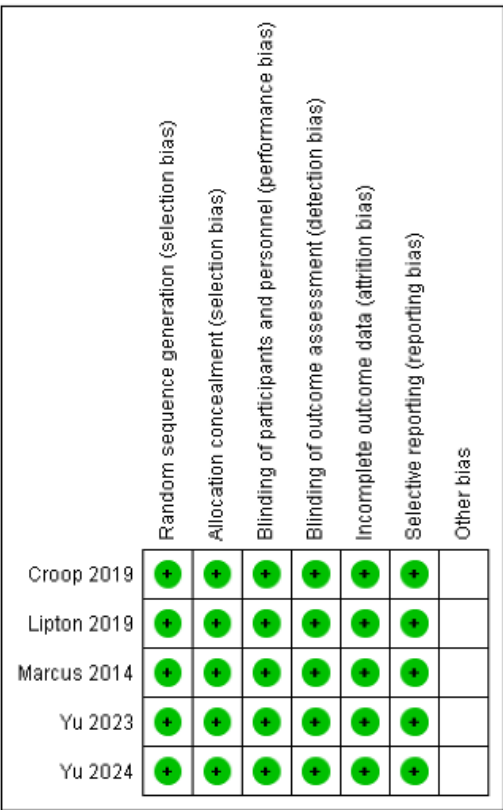 Random sequence generation (selection bias)
Allocation concealment (selection bias)
Blinding of participants and personnel (performance bias)
Blinding of outcome assessment (detection bias)
Incomplete outcome data (attrition bias)
Selective reporting (reporting bias)
Other bias
Croop 2019 + + + + + +
Lipton 2019 + + + + + +
Marcus 2014 + + + + + +
Yu 2023 + + + + + +
Yu 2024 + + + + + +